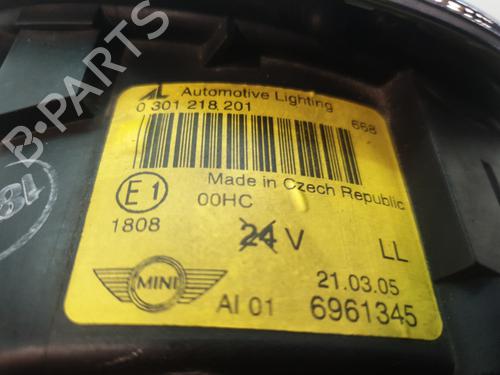 AL Automotive Lighting
0 301 218 201
668
Made in Czech Republic
E1
00HC
1808
24 V
LL
MINI
21.03.05
AI 01
6961345
B-PARTS